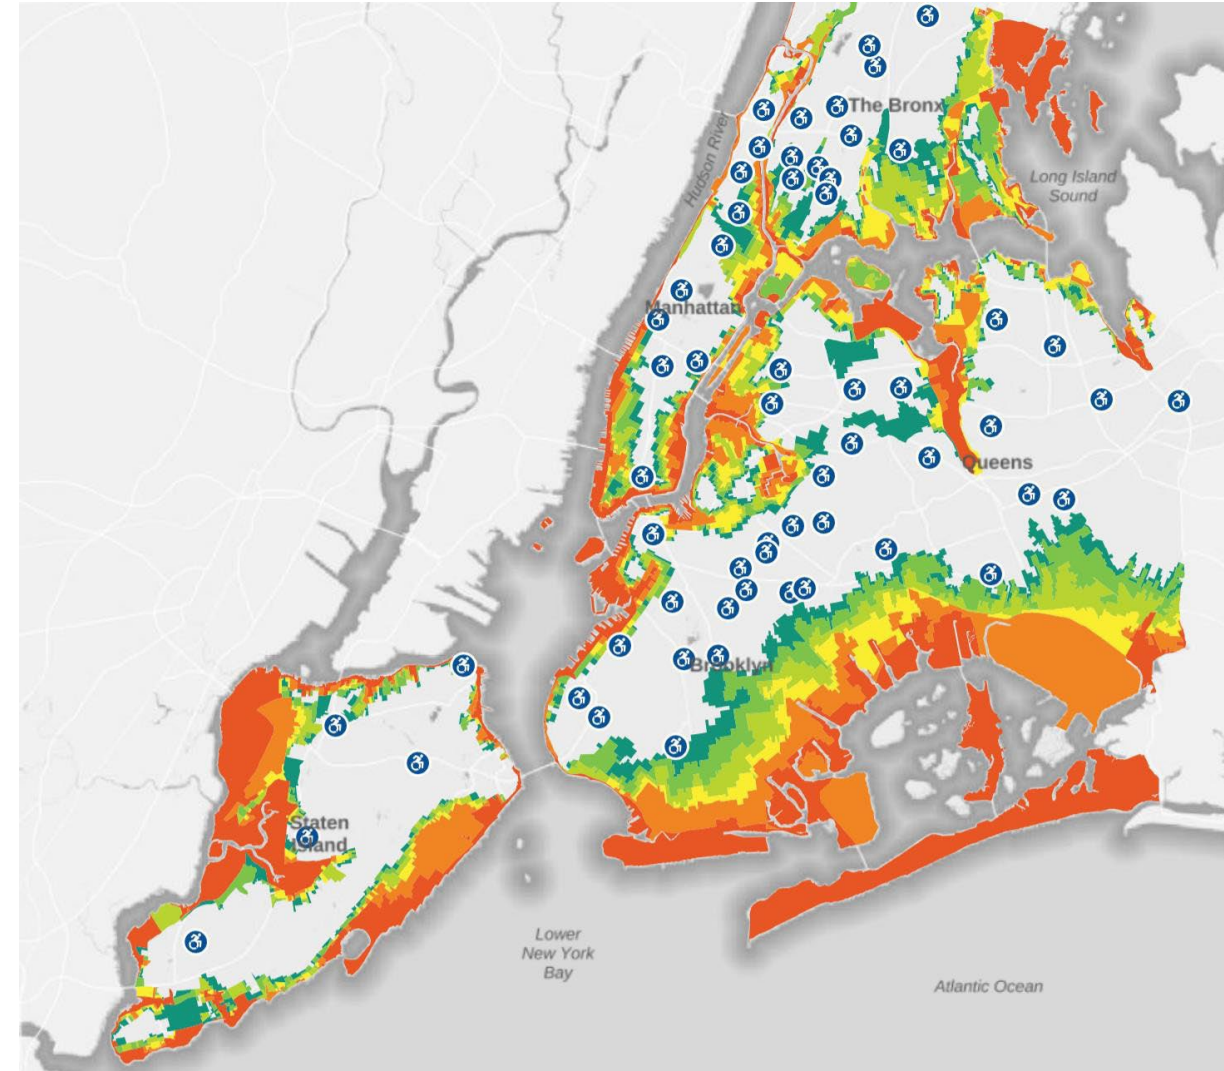 The Bronx
Hudson River
Long Island
Sound
Manhattan
Queens
Brooklyn
Staten
Island
Lower
New York
Bay
Atlantic Ocean